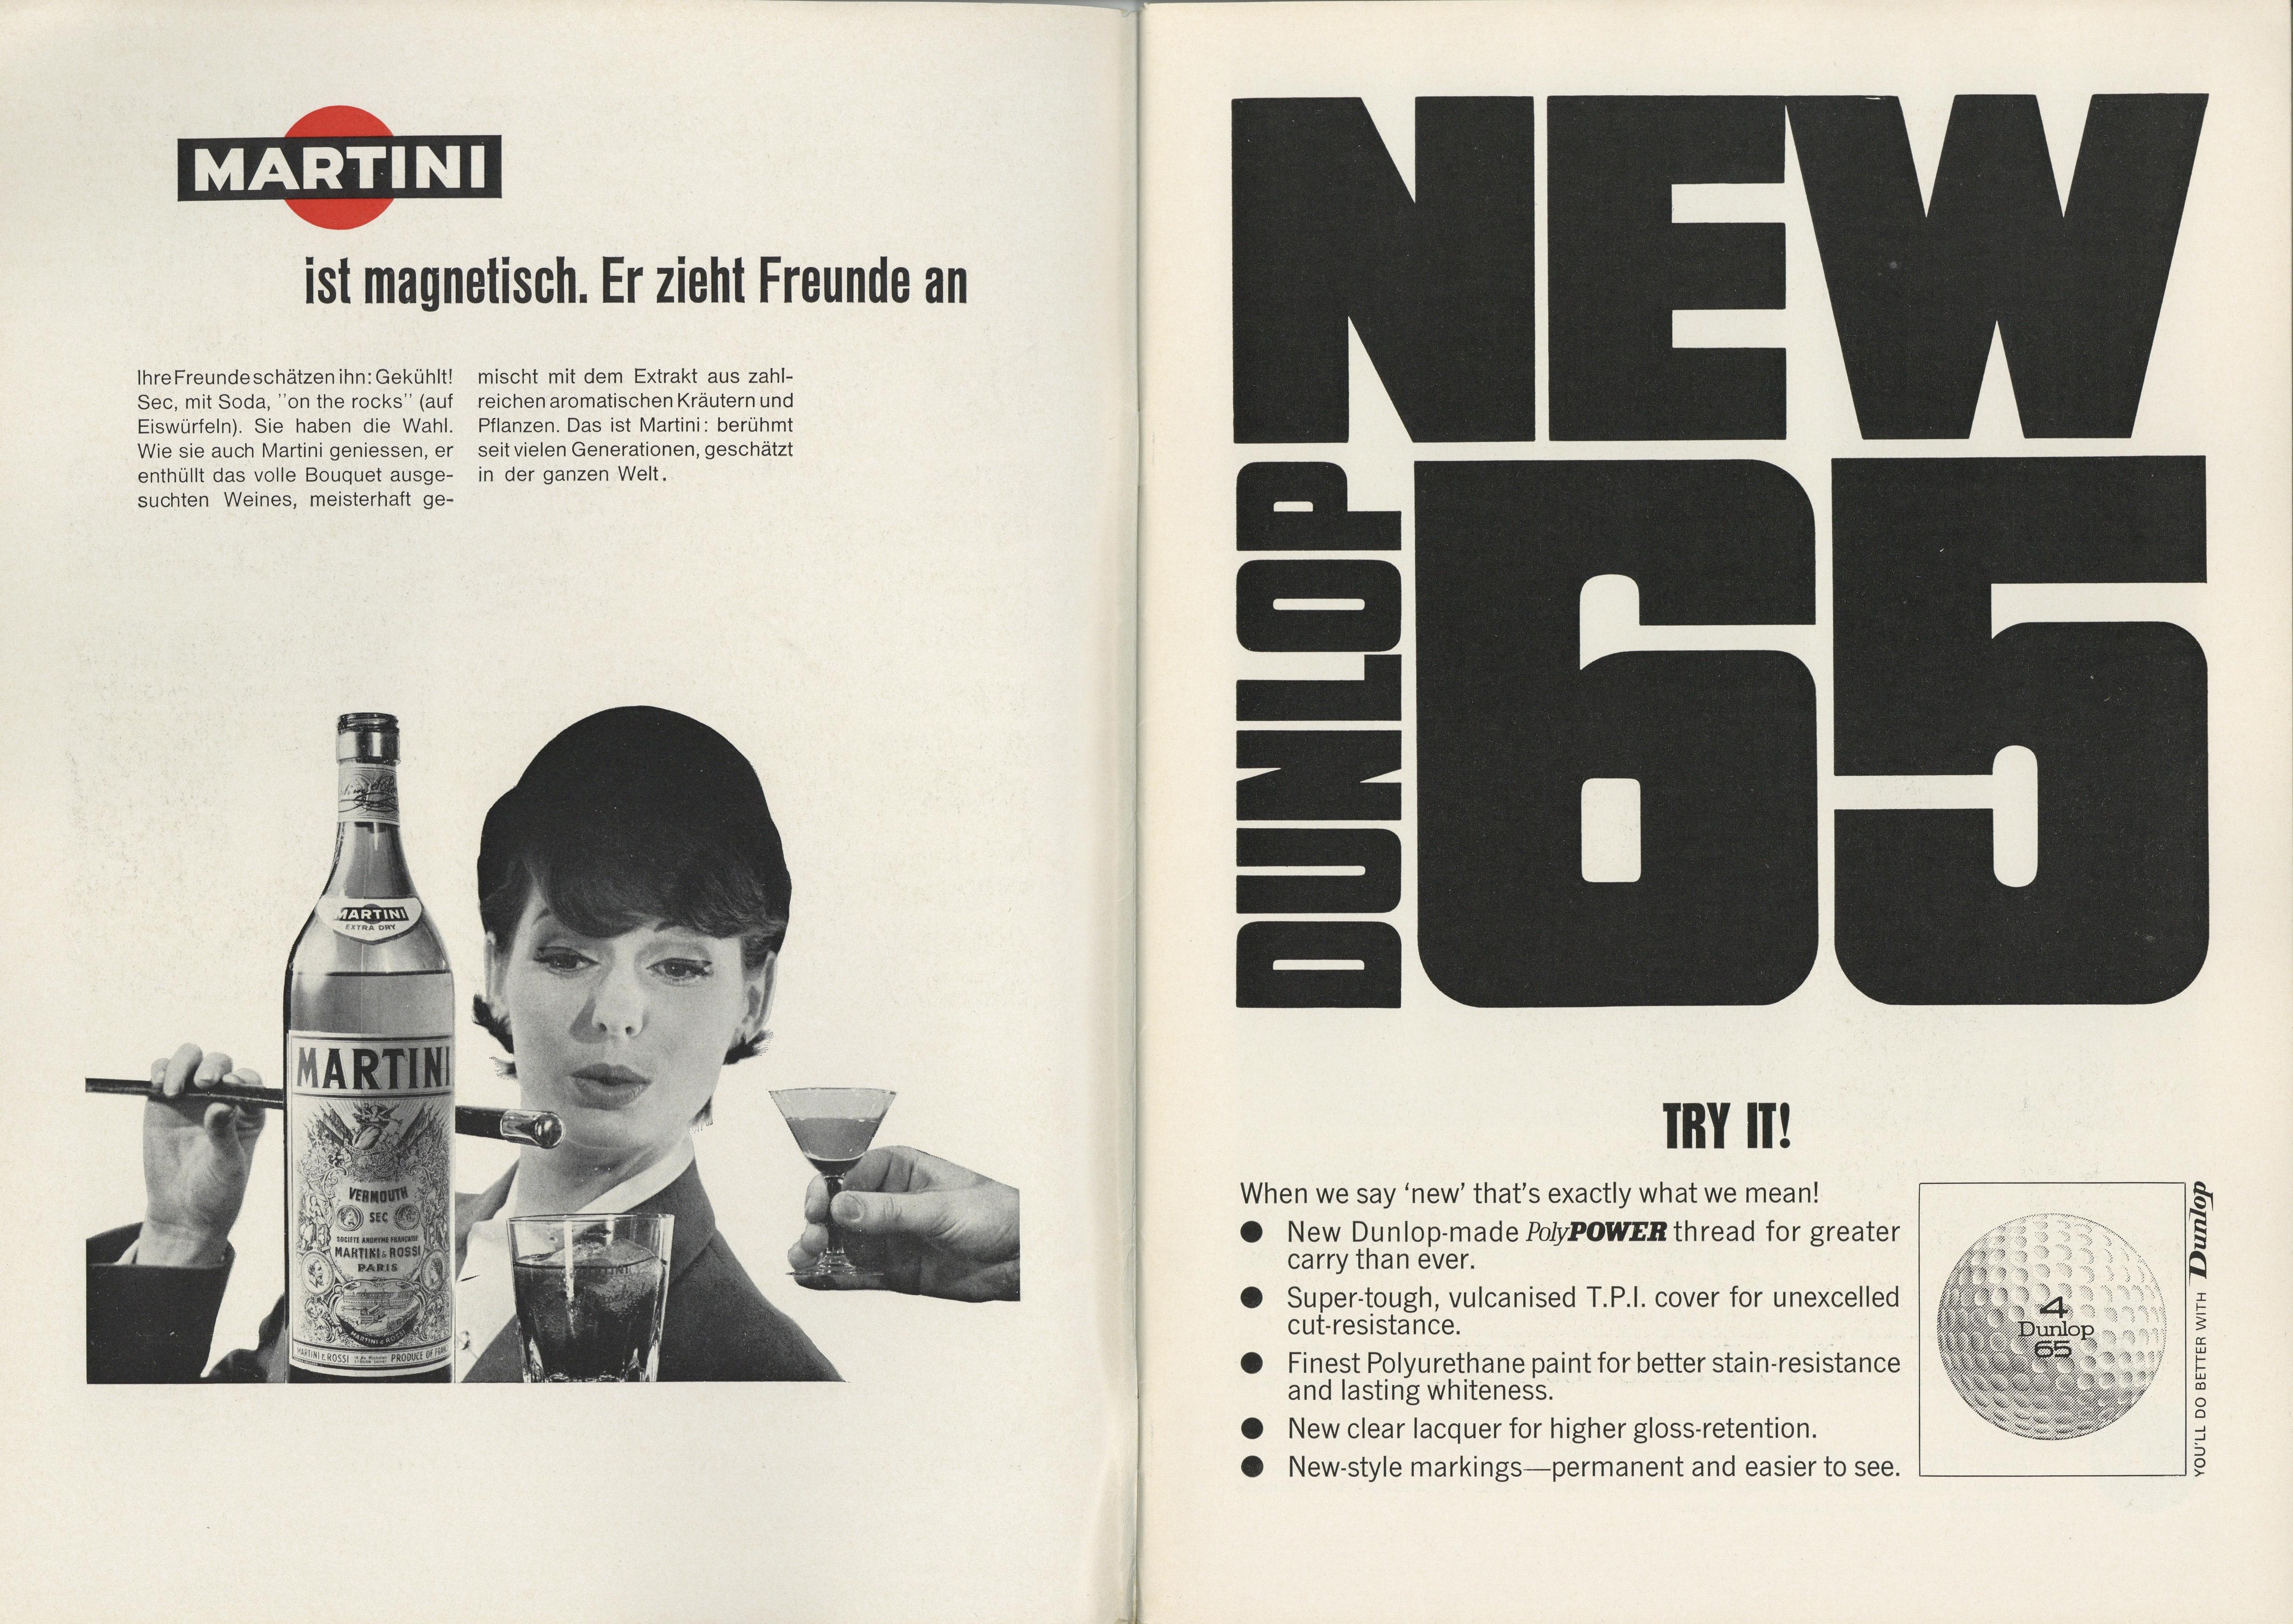 MARTINI
ist magnetisch. Er zieht Freunde an
Ihre Freunde schätzen ihn: Gekühlt!
Sec, mit Soda, ''on the rocks'' (auf
Eiswürfeln). Sie haben die Wahl.
Wie sie auch Martini geniessen, er
enthüllt das volle Bouquet ausge-
suchten Weines, meisterhaft ge-
mischt mit dem Extrakt aus zahl-
reichen aromatischen Kräutern und
Pflanzen. Das ist Martini: berühmt
seit vielen Generationen, geschätzt
in der ganzen Welt.
MARTINI
EXTRA DRY
MARTINI
VERMOUTH
SEC
SOCIÉTÉ ANONYME FRANÇAISE
MARTINI & ROSSI
PARIS
MARTINI & ROSSI
MARTINI & ROSSI PRODUCE OF FRANC
NEW
DUNLOP
65
TRY IT!
When we say ‘new’ that’s exactly what we mean!
● New Dunlop-made PolyPOWER thread for greater
carry than ever.
● Super-tough, vulcanised T.P.I. cover for unexcelled
cut-resistance.
● Finest Polyurethane paint for better stain-resistance
and lasting whiteness.
● New clear lacquer for higher gloss-retention.
● New-style markings—permanent and easier to see.
4
Dunlop
65
YOU'LL DO BETTER WITH Dunlop